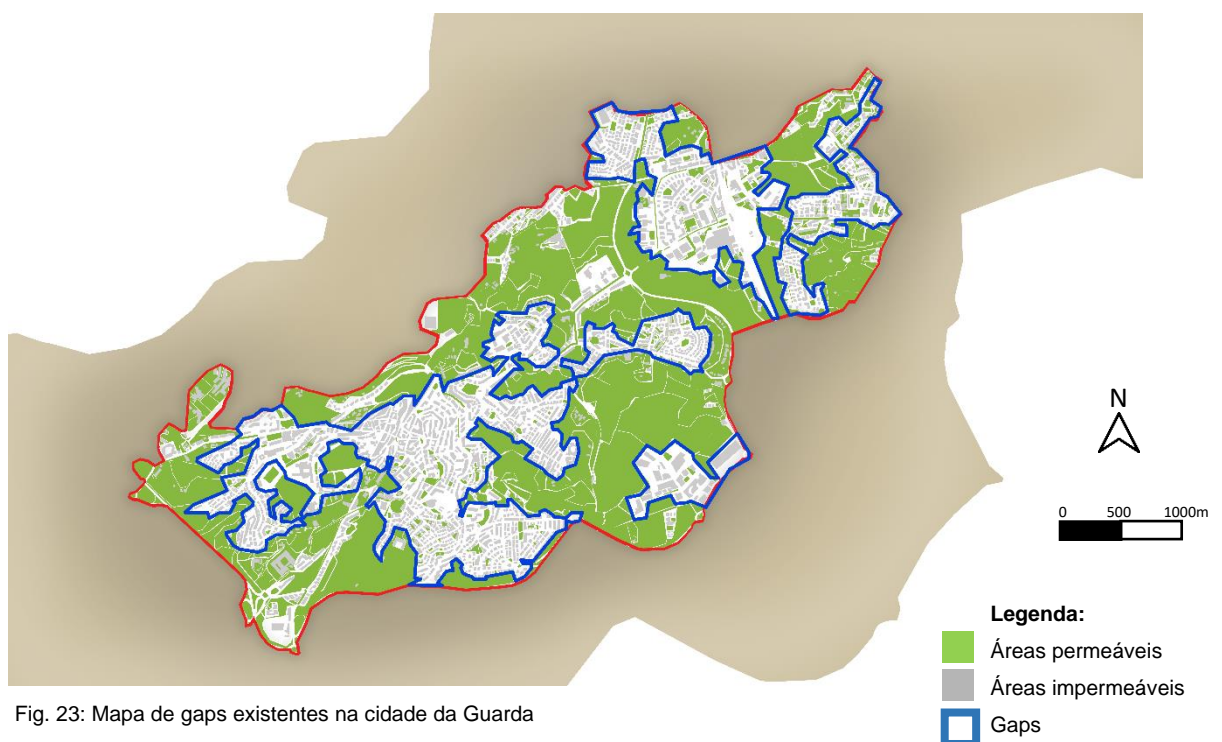 N
0 500 1000m
Legenda:
Áreas permeáveis
Áreas impermeáveis
Gaps
Fig. 23: Mapa de gaps existentes na cidade da Guarda